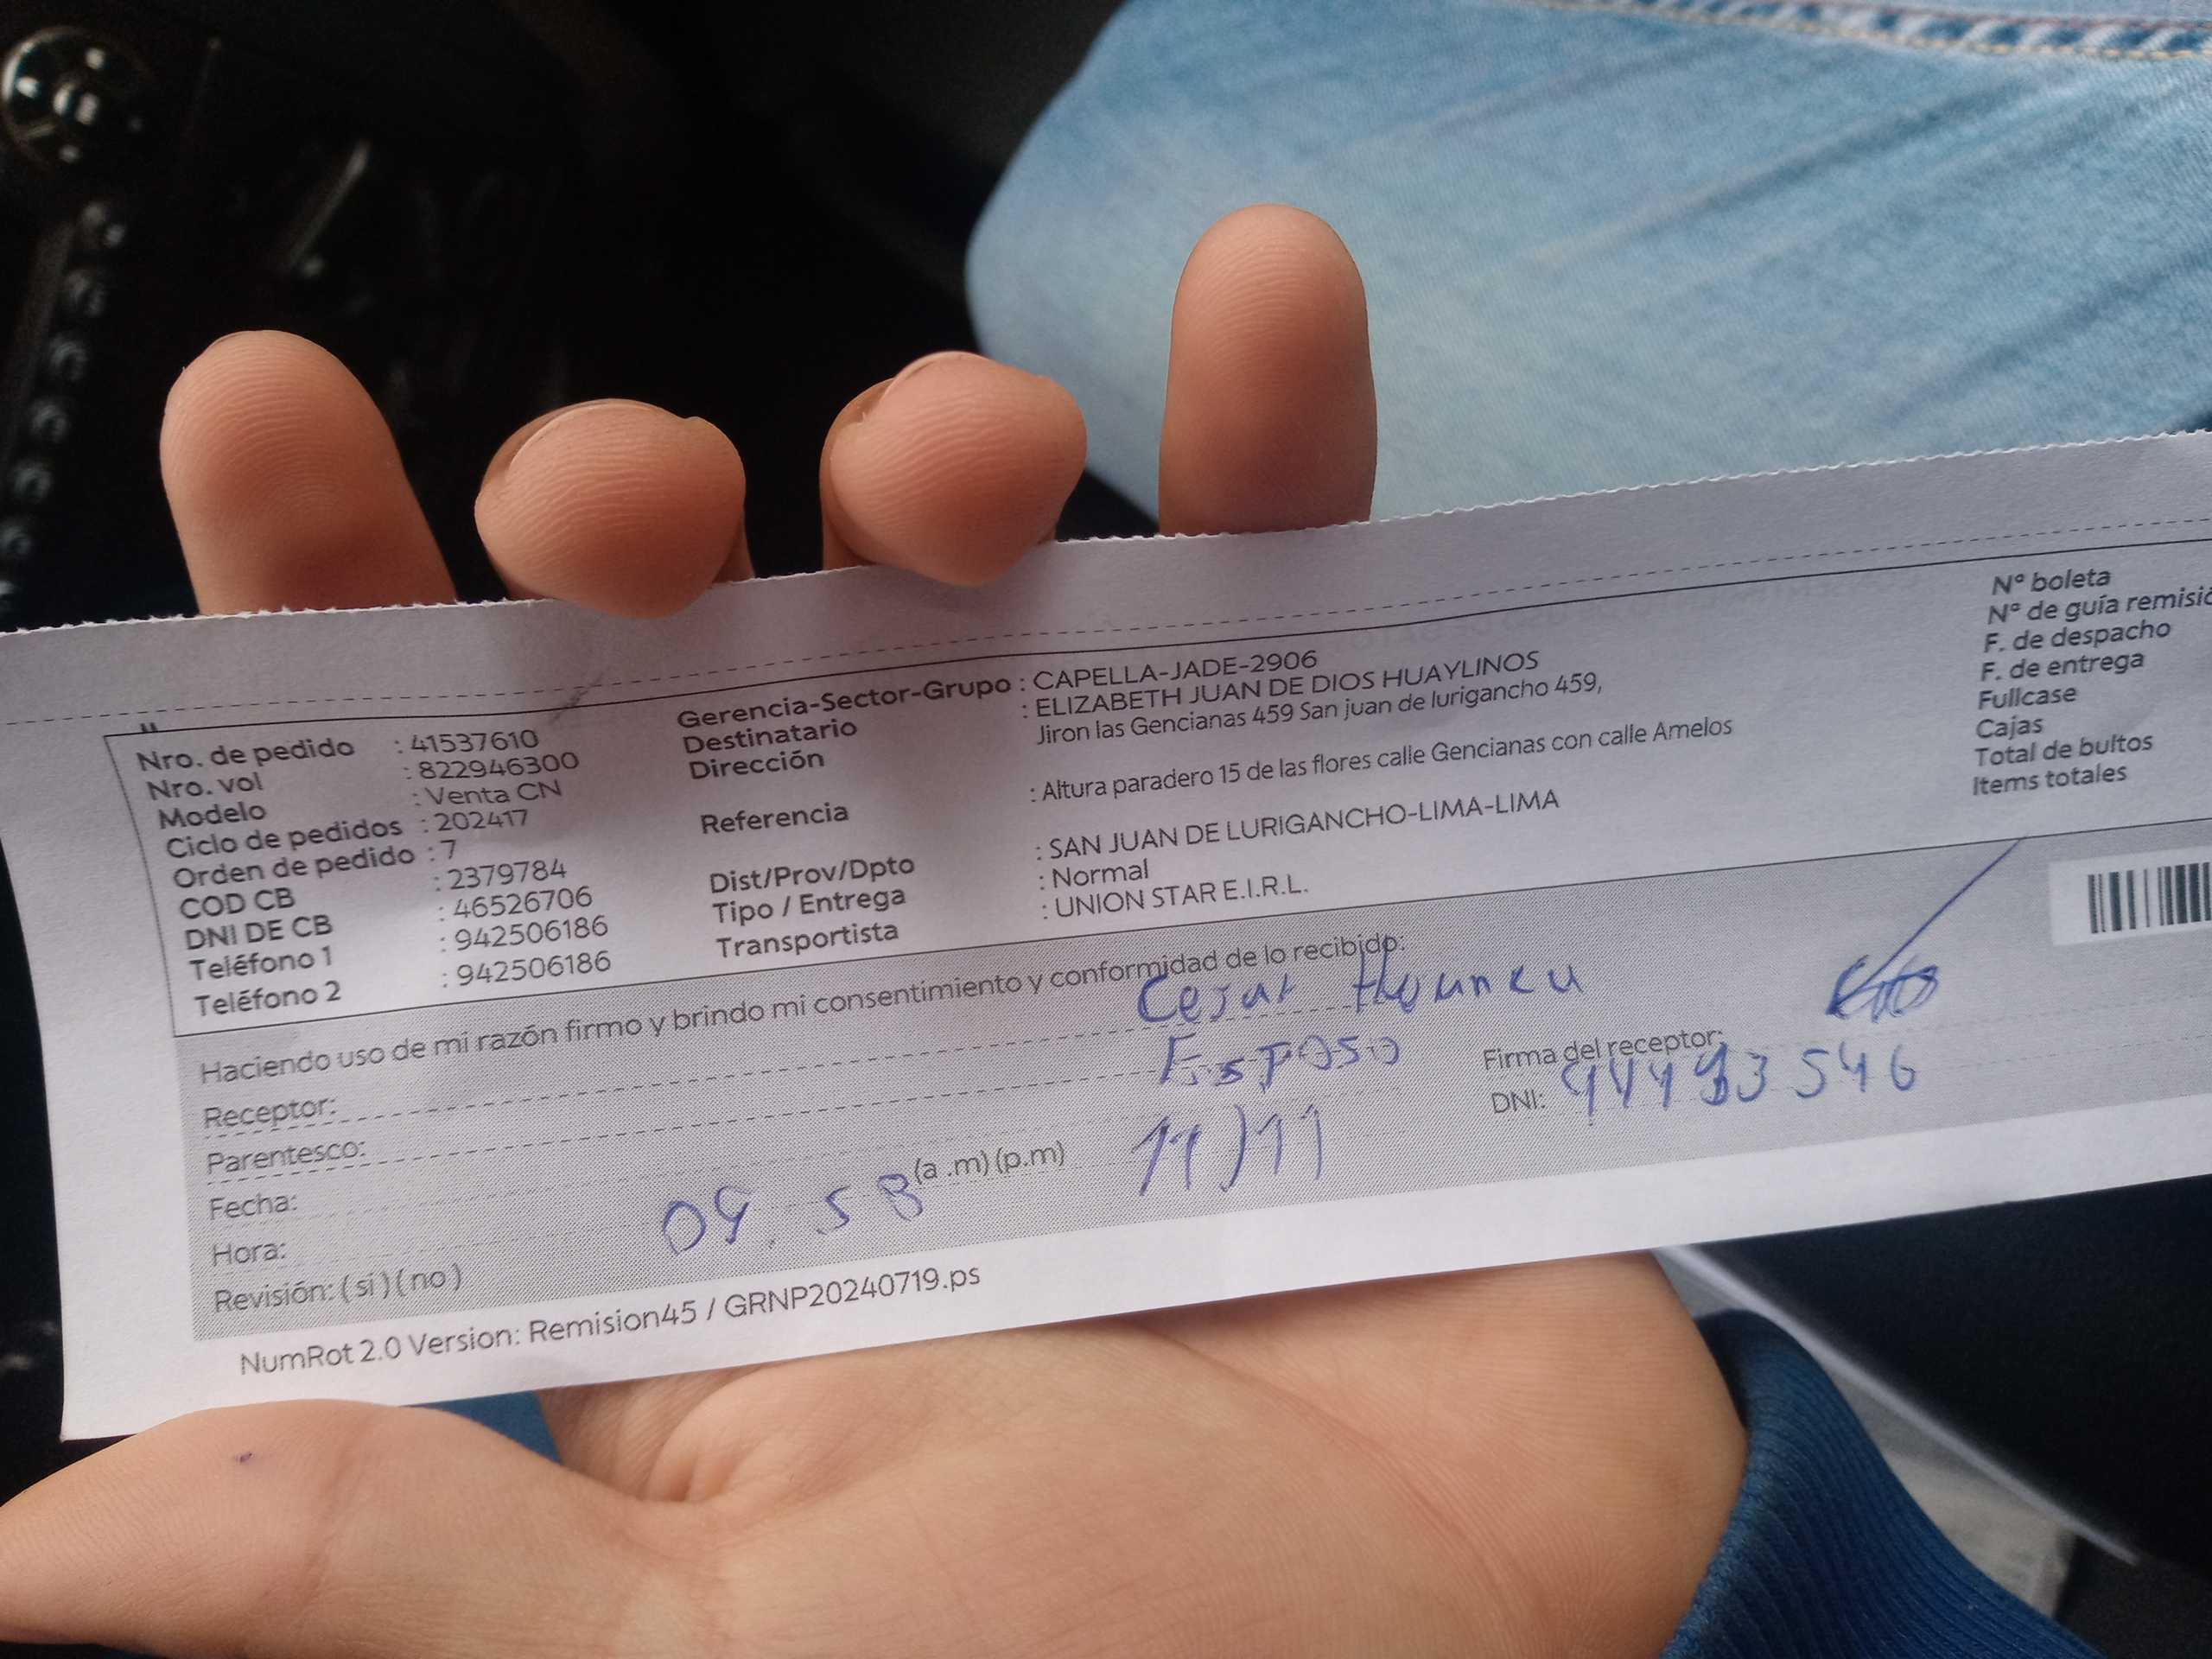 Nro. de pedido : 41537610
Nro. vol : 822946300
Modelo : Venta CN
Ciclo de pedidos : 202417
Orden de pedido : 7
COD CB : 2379784
DNI DE CB : 46526706
Teléfono 1 : 942506186
Teléfono 2 : 942506186
Gerencia-Sector-Grupo : CAPELLA-JADE-2906
Destinatario : ELIZABETH JUAN DE DIOS HUAYLINOS
Dirección Jiron las Gencianas 459 San juan de lurigancho 459,
Referencia : Altura paradero 15 de las flores calle Gencianas con calle Amelos
Dist/Prov/Dpto : SAN JUAN DE LURIGANCHO-LIMA-LIMA
Tipo / Entrega : Normal
Transportista : UNION STAR E.I.R.L.
N° boleta
N° de guía
F. de despacho
F. de entrega
Fullcase
Cajas
Total de bultos
Items totales
Haciendo uso de mi razón firmo y brindo mi consentimiento y conformidad de lo recibido:
Receptor: Cesar
Parentesco: Esposo
Firma del receptor:
Fecha: 11/11
DNI:
Hora: 09.58 (a.m) (p.m)
Revisión: (si) (no)
NumRot 2.0 Version: Remision45 / GRNP20240719.ps